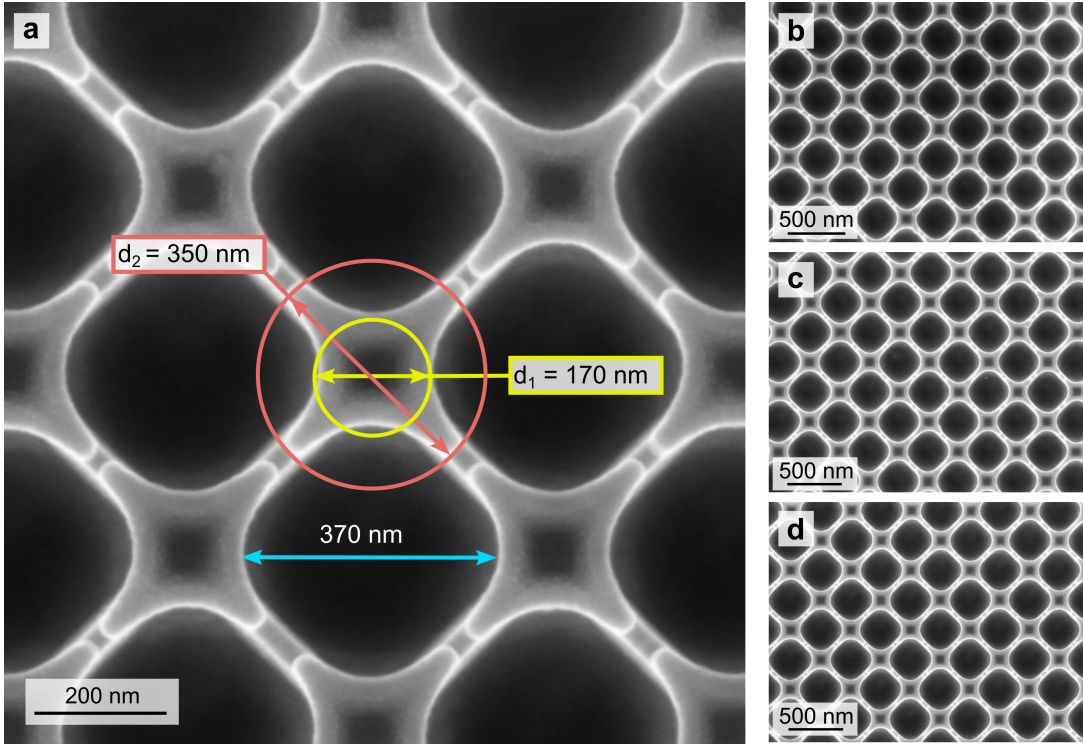 a
d₂ = 350 nm
d₁ = 170 nm
370 nm
200 nm
b
500 nm
c
500 nm
d
500 nm